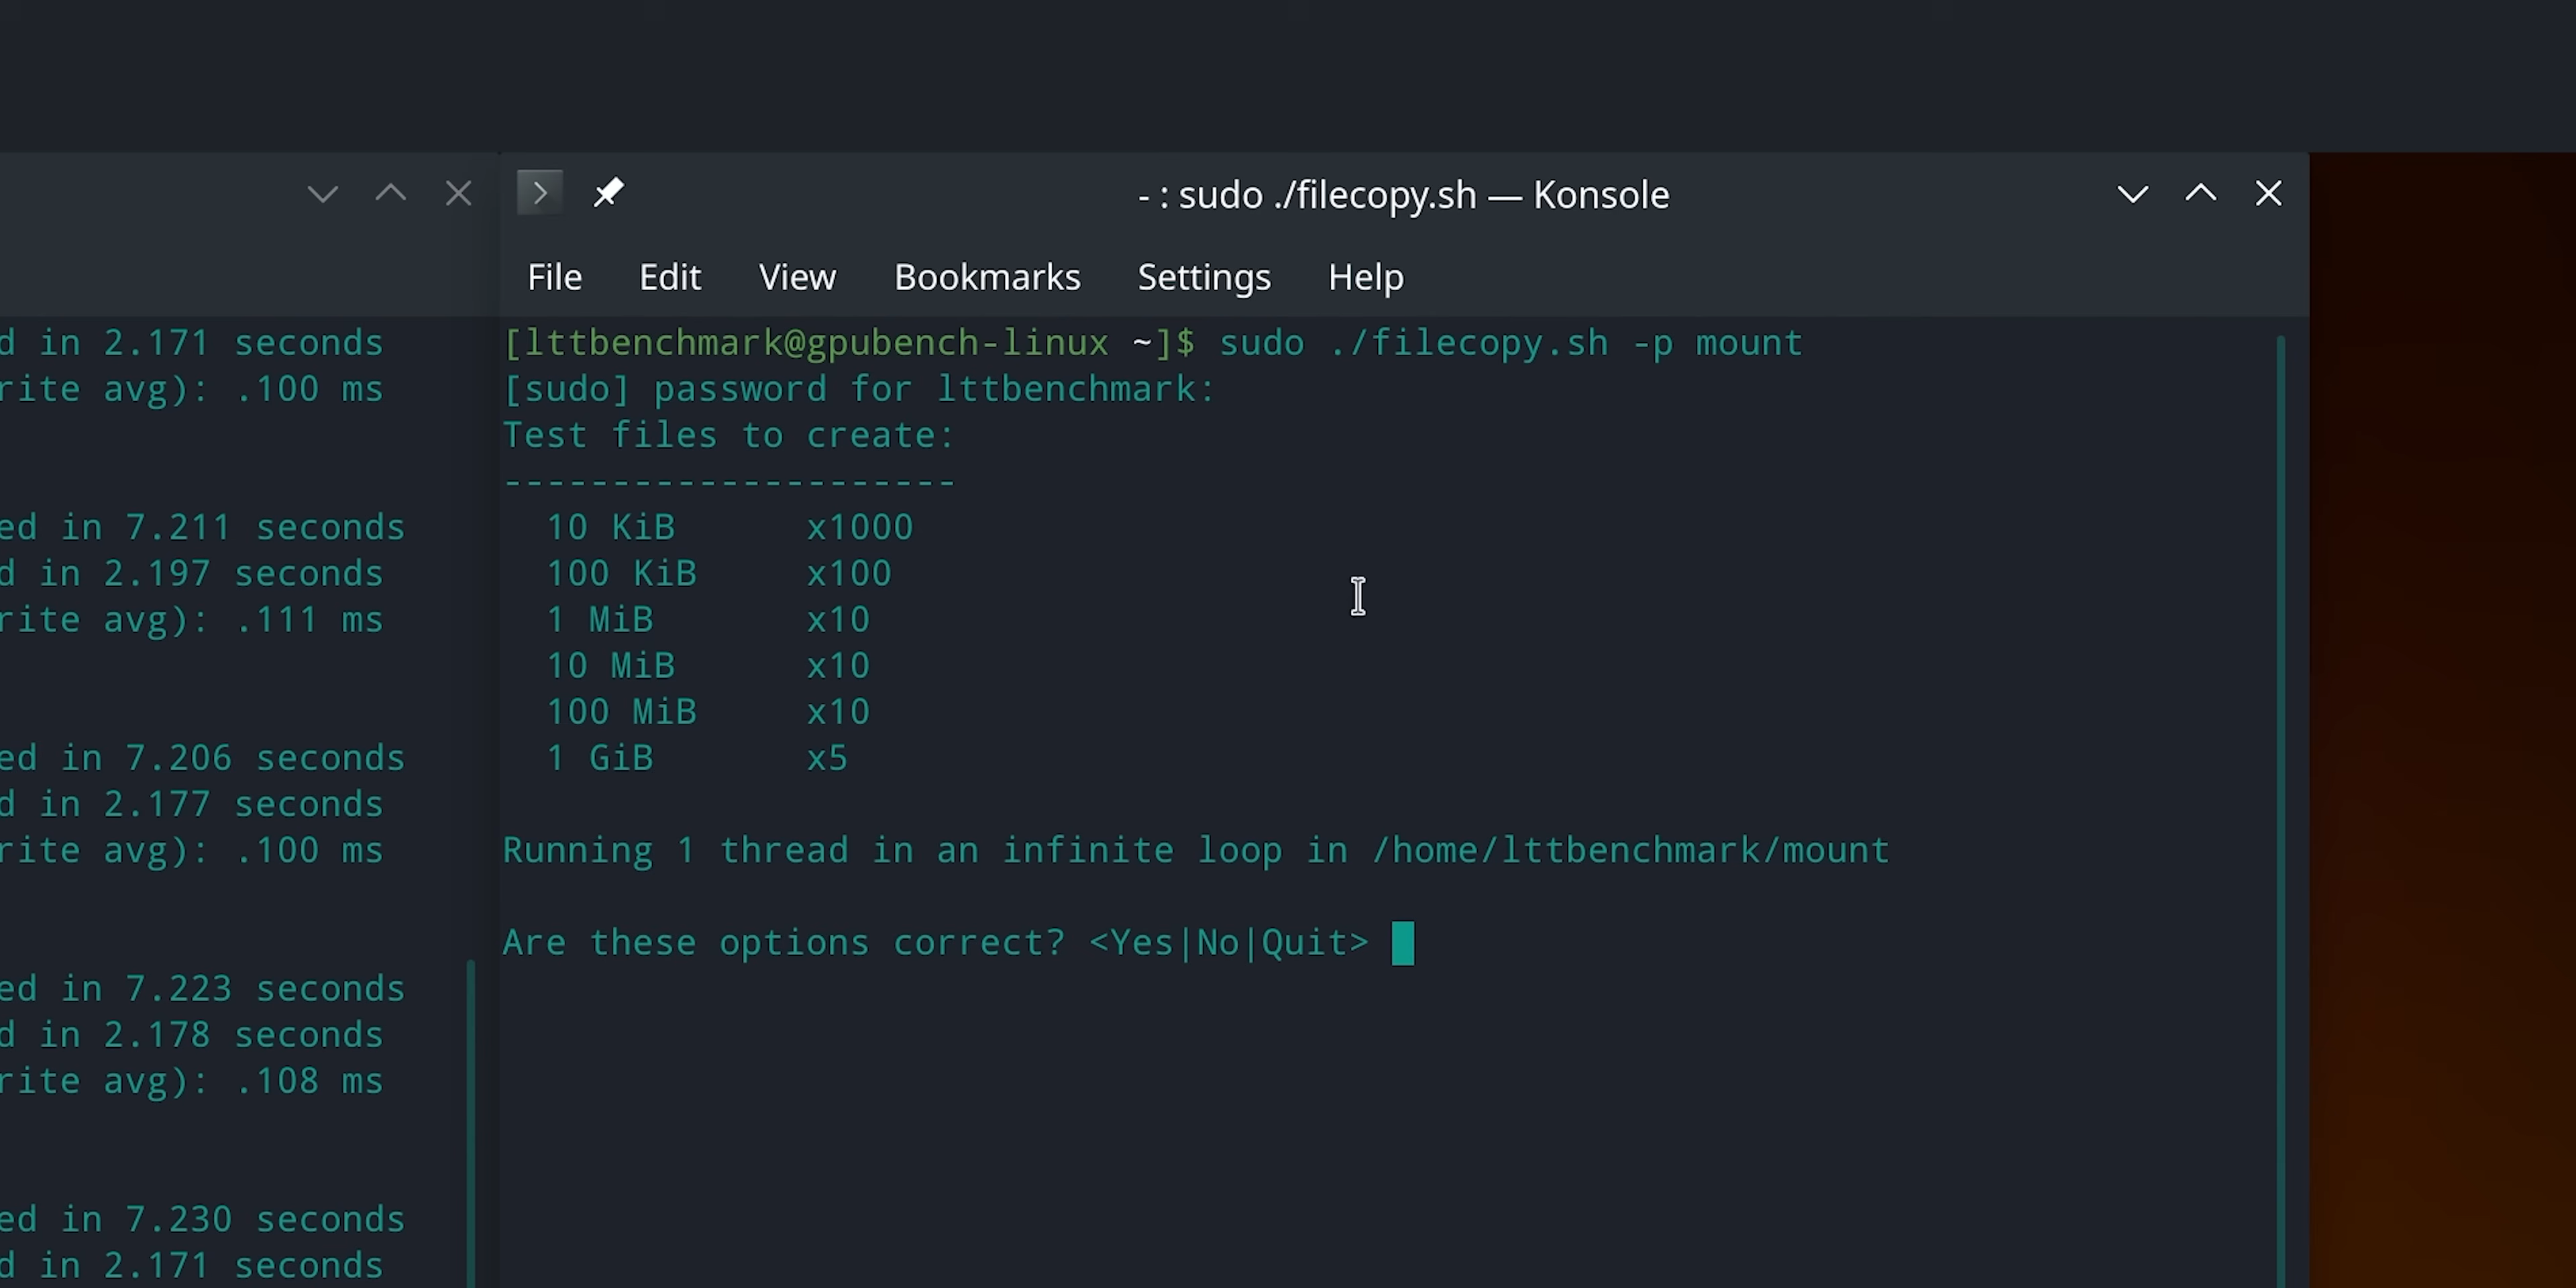 - : sudo ./filecopy.sh — Konsole
File Edit View Bookmarks Settings Help
d in 2.171 seconds
rite avg): .100 ms
ed in 7.211 seconds
d in 2.197 seconds
rite avg): .111 ms
ed in 7.206 seconds
d in 2.177 seconds
rite avg): .100 ms
ed in 7.223 seconds
d in 2.178 seconds
rite avg): .108 ms
ed in 7.230 seconds
d in 2.171 seconds
[lttbenchmark@gpubench-linux ~]$ sudo ./filecopy.sh -p mount
[sudo] password for lttbenchmark:
Test files to create:
---------------------
10 KiB x1000
100 KiB x100
1 MiB x10
10 MiB x10
100 MiB x10
1 GiB x5
Running 1 thread in an infinite loop in /home/lttbenchmark/mount
Are these options correct? <Yes|No|Quit>